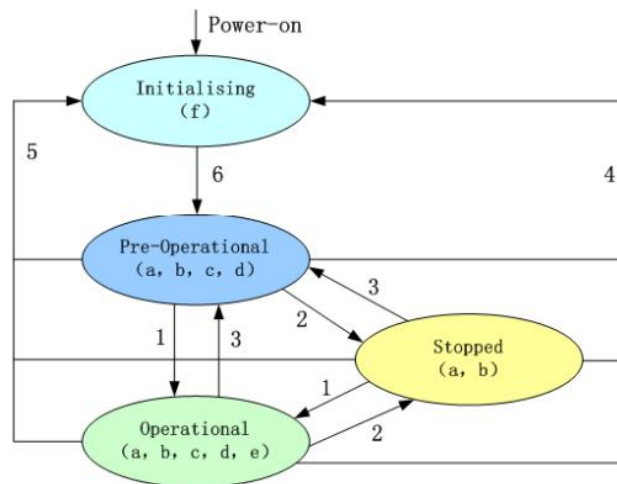 Power-on
Initialising
(f)
5
4
6
Pre-Operational
(a, b, c, d)
3
2
1
3
Stopped
(a, b)
1
Operational
(a, b, c, d, e)
2